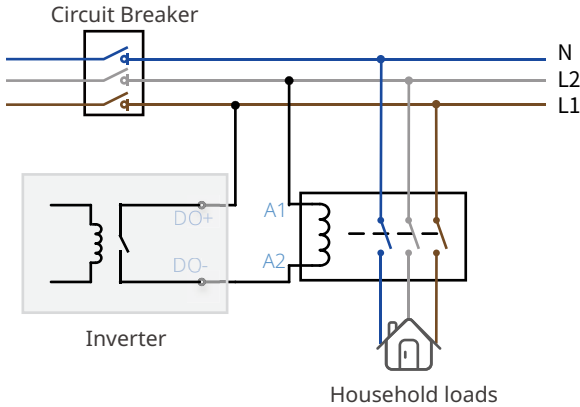 Circuit Breaker
N
L2
L1
DO+
A1
DO-
A2
Inverter
Household loads